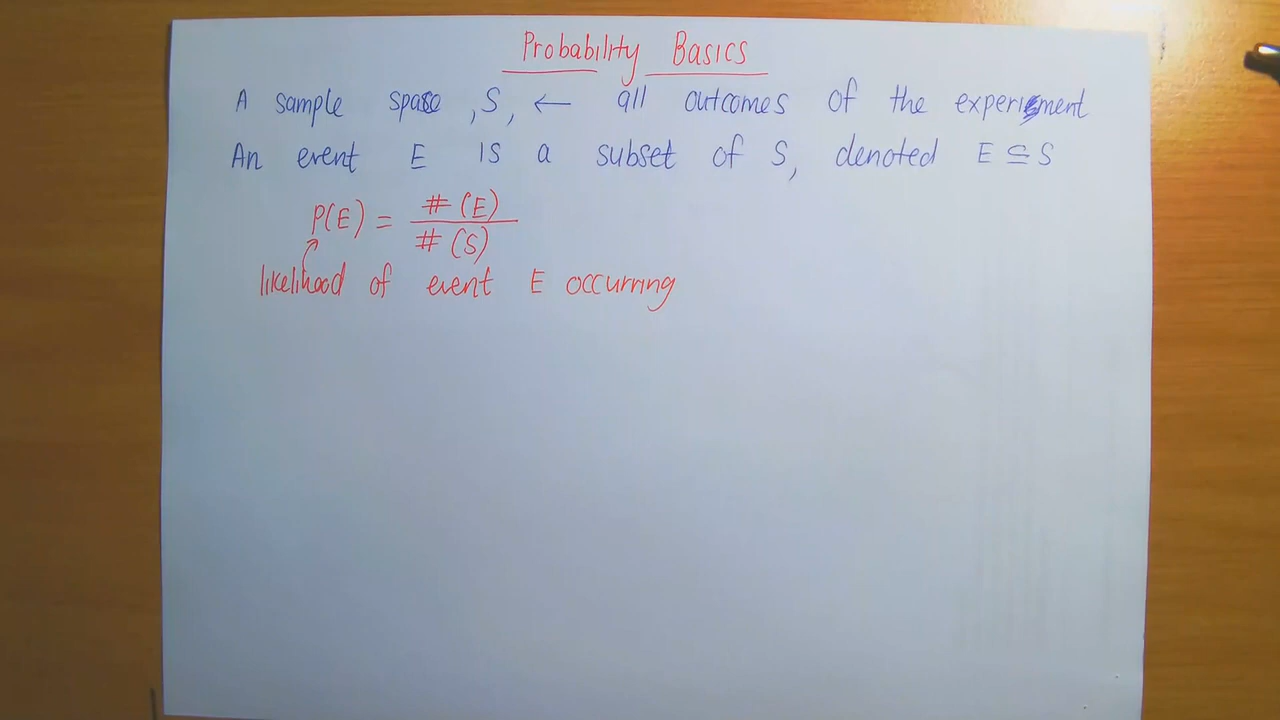 Probability Basics
A sample space, S, ← all outcomes of the experiment
An event E is a subset of S, denoted E ⊆ S
P(E) = #(E) / #(S)
likelihood of event E occurring